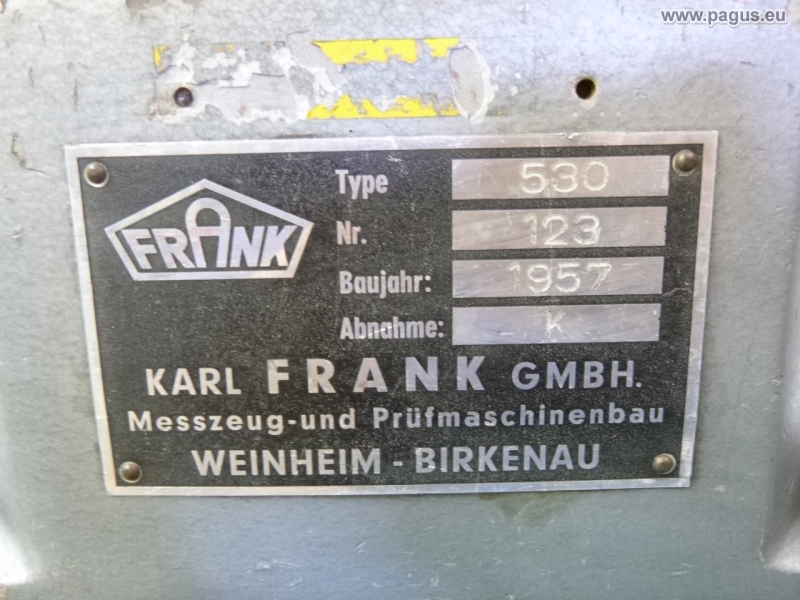 www.pagus.eu
FRANK
Type 530
Nr. 123
Baujahr: 1957
Abnahme: K
KARL FRANK GMBH.
Messzeug-und Prüfmaschinenbau
WEINHEIM - BIRKENAU